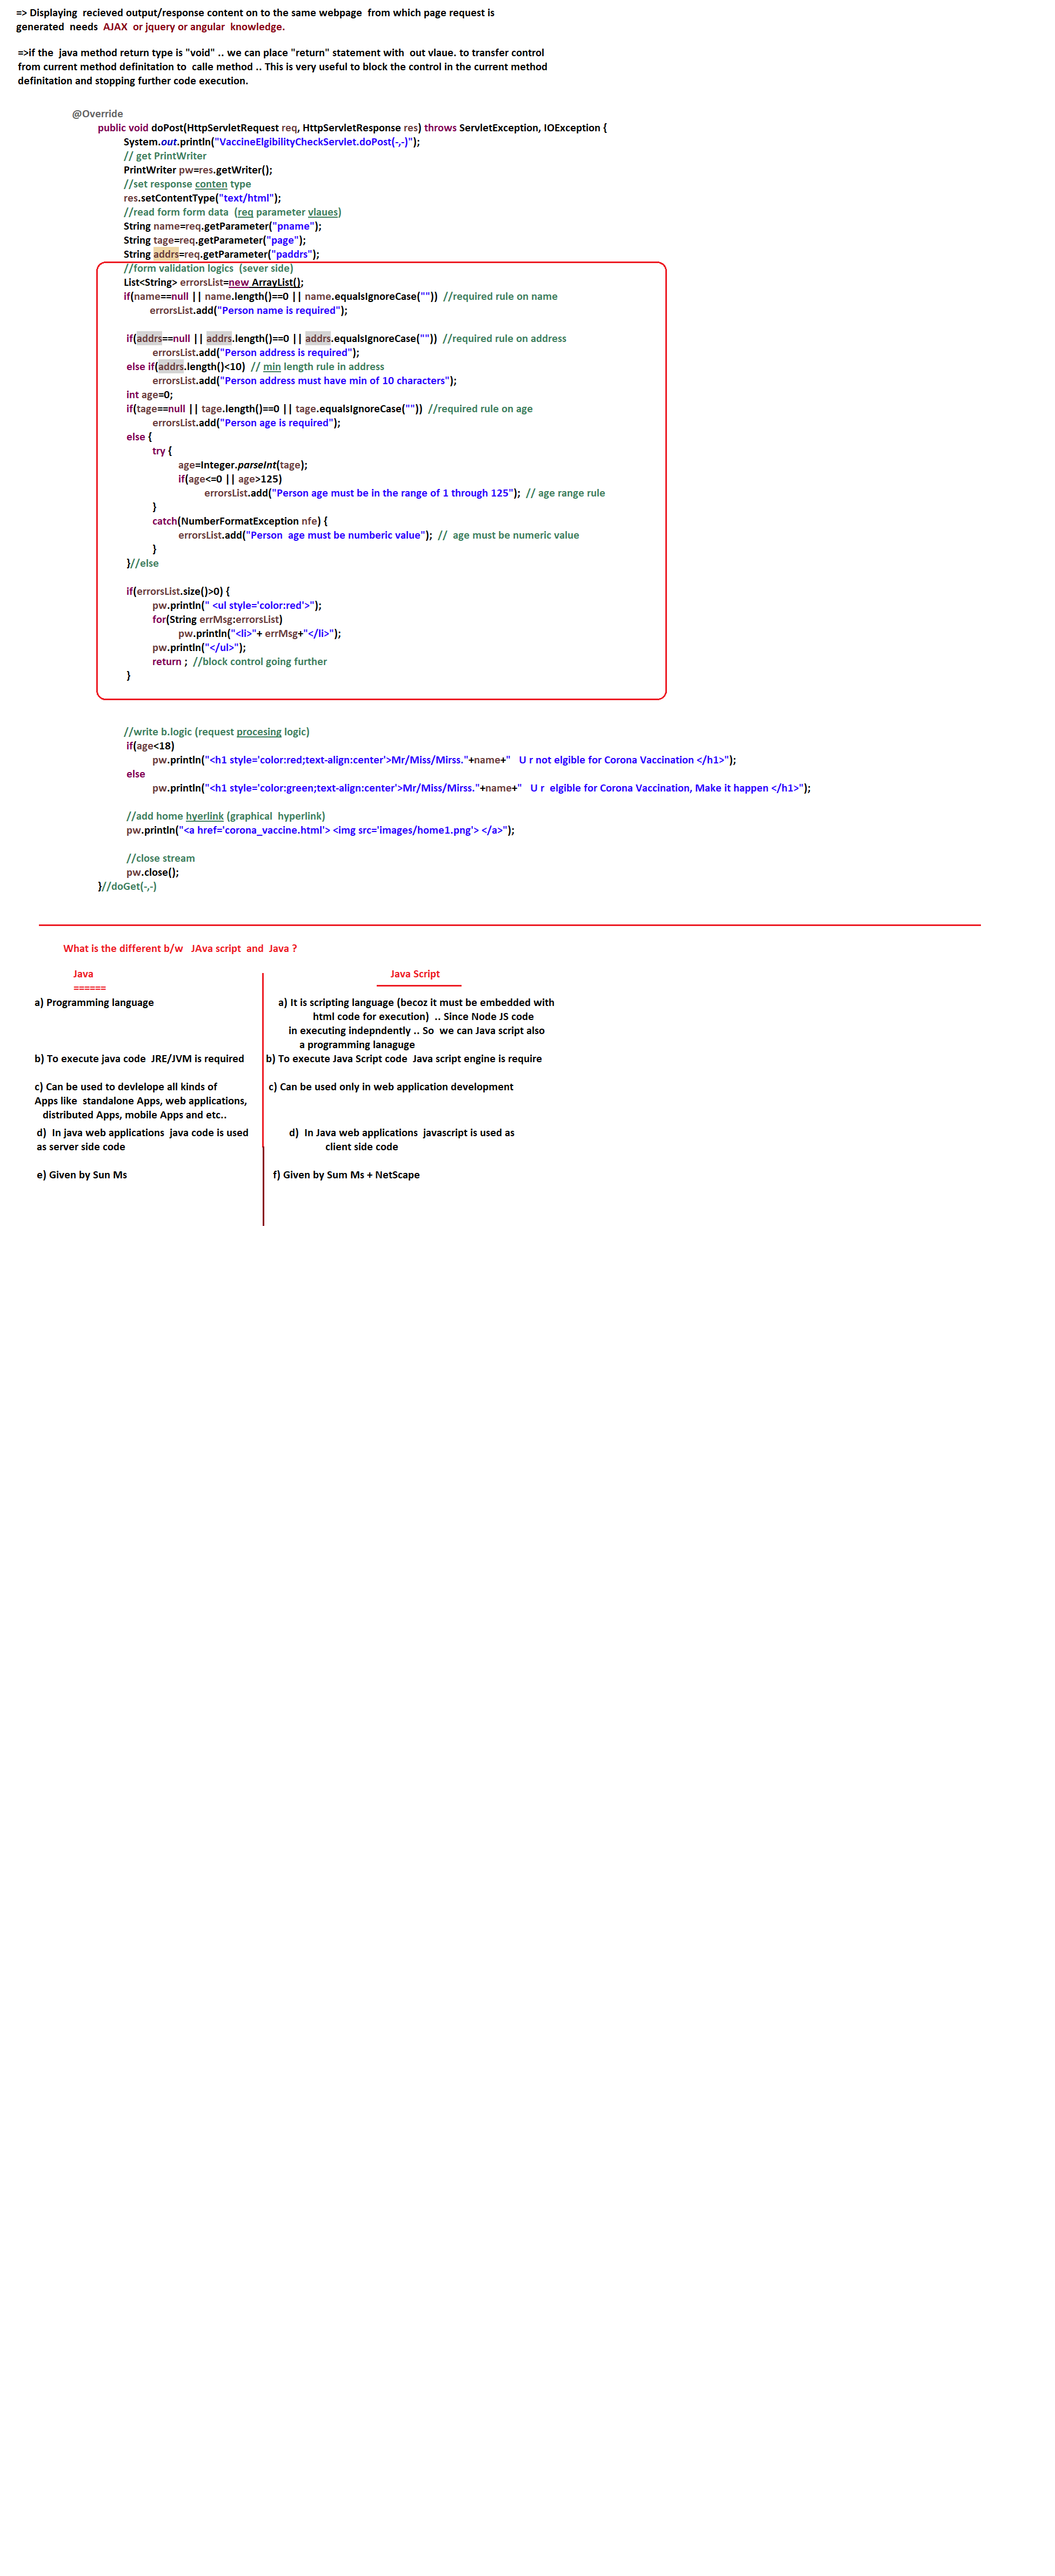 => Displaying  recieved output/response content on to the same webpage  from which page request is
generated  needs  AJAX  or jquery or angular  knowledge.
=>if the  java method return type is "void" .. we can place "return" statement with  out vlaue. to transfer control
from current method definitation to  calle method .. This is very useful to block the control in the current method
definitation and stopping further code execution.
@Override
public void doPost(HttpServletRequest req, HttpServletResponse res) throws ServletException, IOException {
System.out.println("VaccineElgibilityCheckServlet.doPost(-,-)");
// get PrintWriter
PrintWriter pw=res.getWriter();
//set response conten type
res.setContentType("text/html");
//read form form data  (req parameter vlaues)
String name=req.getParameter("pname");
String tage=req.getParameter("page");
String addrs=req.getParameter("paddrs");
//form validation logics  (sever side)
List<String> errorsList=new ArrayList();
if(name==null || name.length()==0 || name.equalsIgnoreCase(""))  //required rule on name
errorsList.add("Person name is required");
if(addrs==null || addrs.length()==0 || addrs.equalsIgnoreCase(""))  //required rule on address
errorsList.add("Person address is required");
else if(addrs.length()<10)  // min length rule in address
errorsList.add("Person address must have min of 10 characters");
int age=0;
if(tage==null || tage.length()==0 || tage.equalsIgnoreCase(""))  //required rule on age
errorsList.add("Person age is required");
else {
try {
age=Integer.parseInt(tage);
if(age<=0 || age>125)
errorsList.add("Person age must be in the range of 1 through 125");  // age range rule
}
catch(NumberFormatException nfe) {
errorsList.add("Person  age must be numberic value");  //  age must be numeric value
}
}//else
if(errorsList.size()>0) {
pw.println(" <ul style='color:red'>");
for(String errMsg:errorsList)
pw.println("<li>"+ errMsg+"</li>");
pw.println("</ul>");
return ;  //block control going further
}
//write b.logic (request procesing logic)
if(age<18)
pw.println("<h1 style='color:red;text-align:center'>Mr/Miss/Mirss."+name+"   U r not elgible for Corona Vaccination </h1>");
else
pw.println("<h1 style='color:green;text-align:center'>Mr/Miss/Mirss."+name+"   U r  elgible for Corona Vaccination, Make it happen </h1>");
//add home hyerlink (graphical  hyperlink)
pw.println("<a href='corona_vaccine.html'> <img src='images/home1.png'> </a>");
//close stream
pw.close();
}//doGet(-,-)
What is the different b/w   JAva script  and  Java ?
Java
======
a) Programming language
b) To execute java code  JRE/JVM is required
c) Can be used to devlelope all kinds of
Apps like  standalone Apps, web applications,
distributed Apps, mobile Apps and etc..
d)  In java web applications  java code is used
as server side code
e) Given by Sun Ms
Java Script
a) It is scripting language (becoz it must be embedded with
html code for execution)  .. Since Node JS code
in executing indepndently .. So  we can Java script also
a programming lanaguge
b) To execute Java Script code  Java script engine is require
c) Can be used only in web application development
d)  In Java web applications  javascript is used as
client side code
f) Given by Sum Ms + NetScape